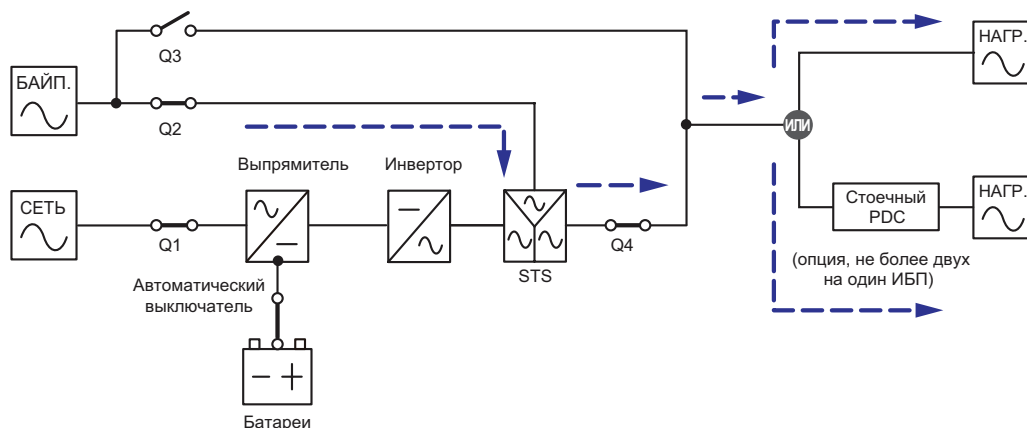 НАГР.
Q3
БАЙП.
Q2
ИЛИ
Выпрямитель
Инвертор
СЕТЬ
Q1
STS
Q4
Стоечный
PDC
НАГР.
(опция, не более двух
на один ИБП)
Автоматический
выключатель
Батареи